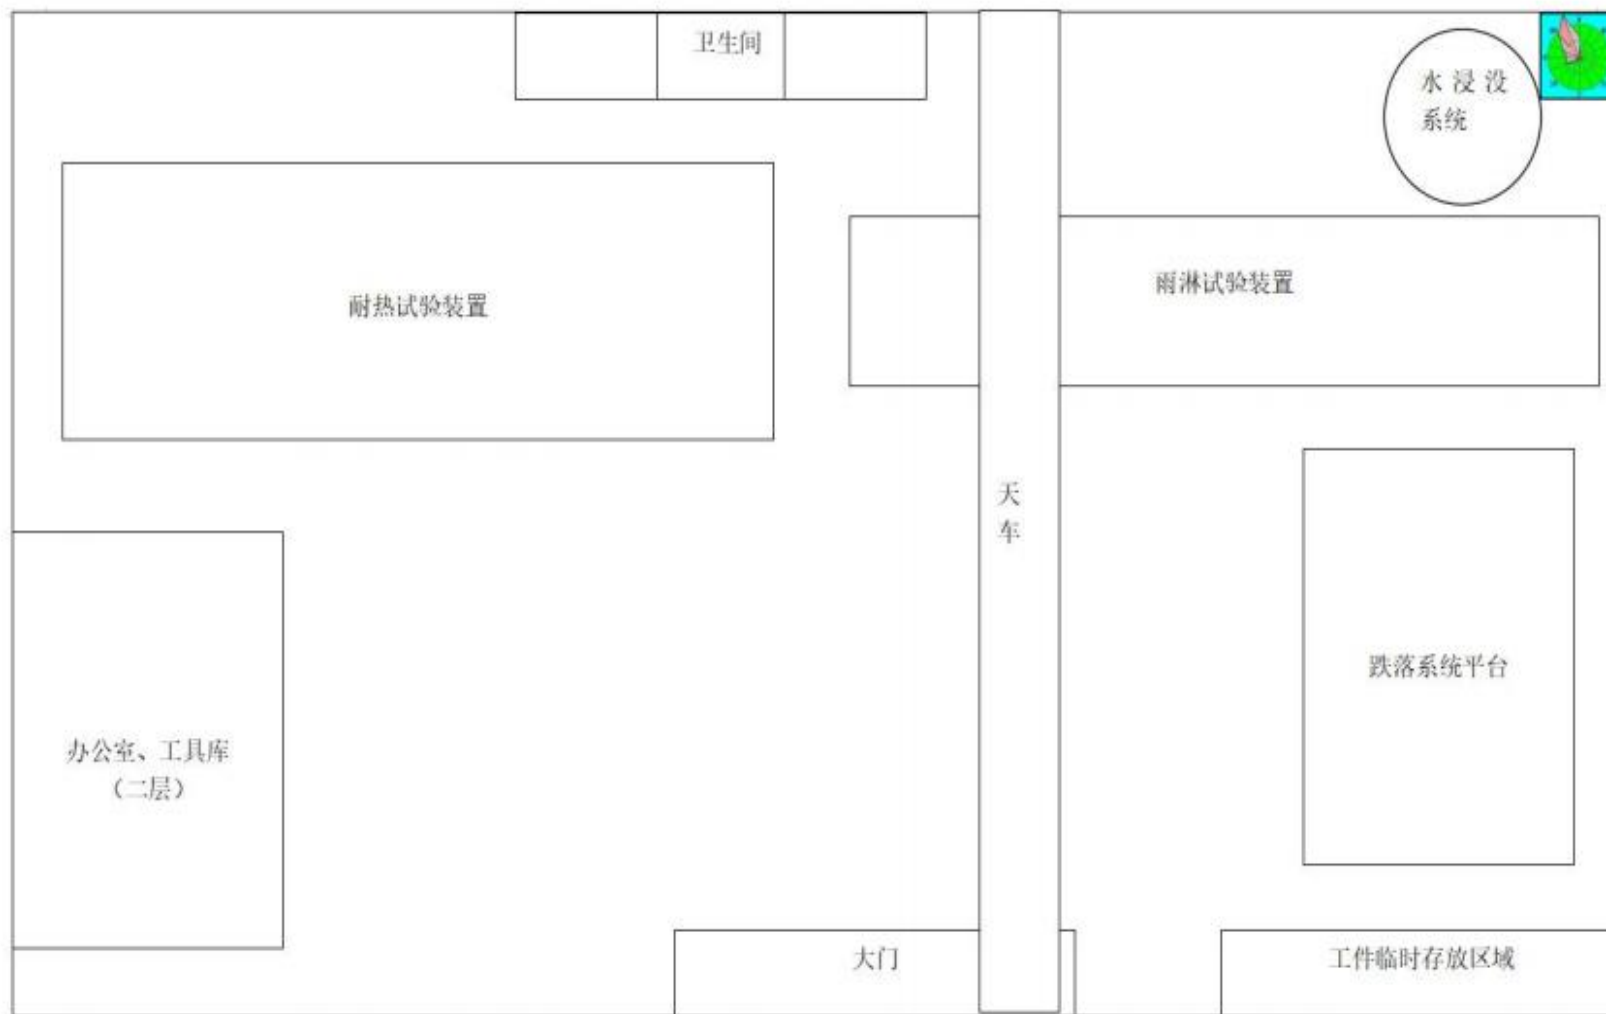 卫生间
水浸没
系统
耐热试验装置
雨淋试验装置
天
车
跌落系统平台
办公室、工具库
（二层）
大门
工件临时存放区域